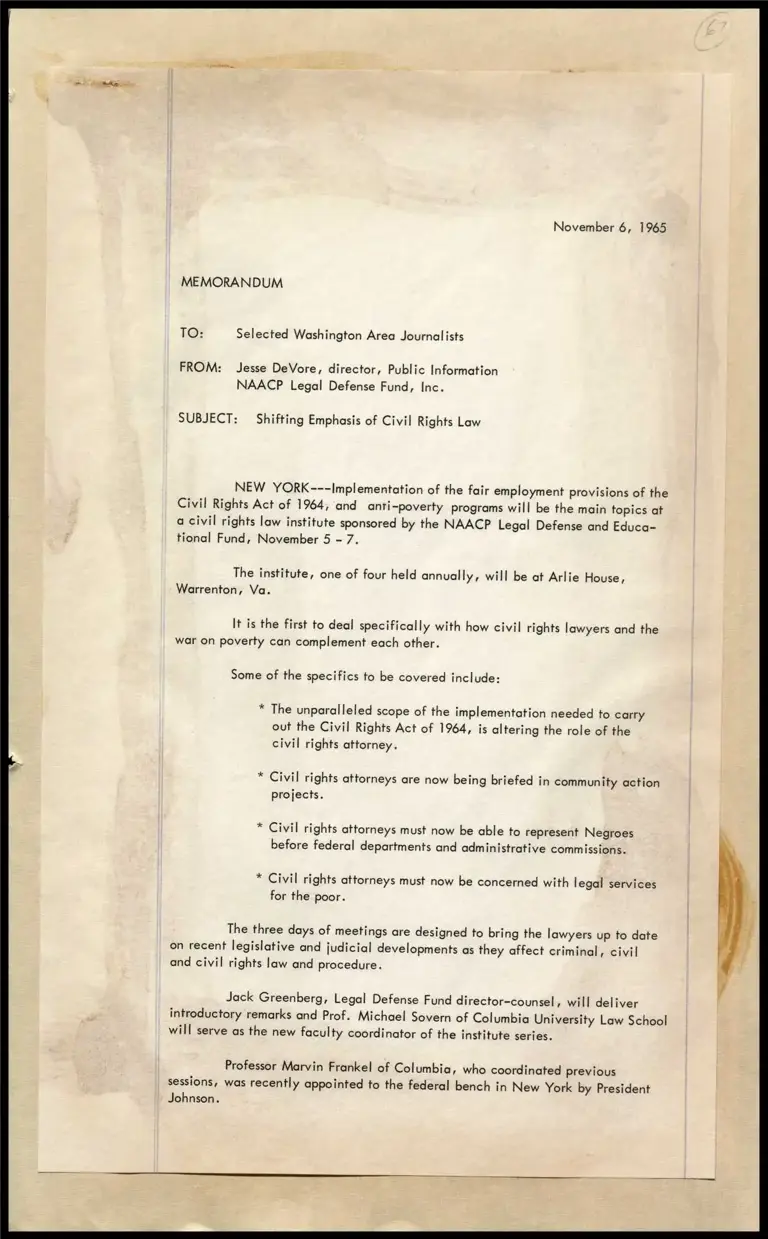 67
November 6, 1965
MEMORANDUM
TO: Selected Washington Area Journalists
FROM: Jesse DeVore, director, Public Information
NAACP Legal Defense Fund, Inc.
SUBJECT: Shifting Emphasis of Civil Rights Law
NEW YORK---Implementation of the fair employment provisions of the
Civil Rights Act of 1964, and anti-poverty programs will be the main topics at
a civil rights law institute sponsored by the NAACP Legal Defense and Educa-
tional Fund, November 5 - 7.
The institute, one of four held annually, will be at Arlie House,
Warrenton, Va.
It is the first to deal specifically with how civil rights lawyers and the
war on poverty can complement each other.
Some of the specifics to be covered include:
* The unparalleled scope of the implementation needed to carry
out the Civil Rights Act of 1964, is altering the role of the
civil rights attorney.
* Civil rights attorneys are now being briefed in community action
projects.
* Civil rights attorneys must now be able to represent Negroes
before federal departments and administrative commissions.
* Civil rights attorneys must now be concerned with legal services
for the poor.
The three days of meetings are designed to bring the lawyers up to date
on recent legislative and judicial developments as they affect criminal, civil
and civil rights law and procedure.
Jack Greenberg, Legal Defense Fund director-counsel, will deliver
introductory remarks and Prof. Michael Sovern of Columbia University Law School
will serve as the new faculty coordinator of the institute series.
Professor Marvin Frankel of Columbia, who coordinated previous
sessions, was recently appointed to the federal bench in New York by President
Johnson.